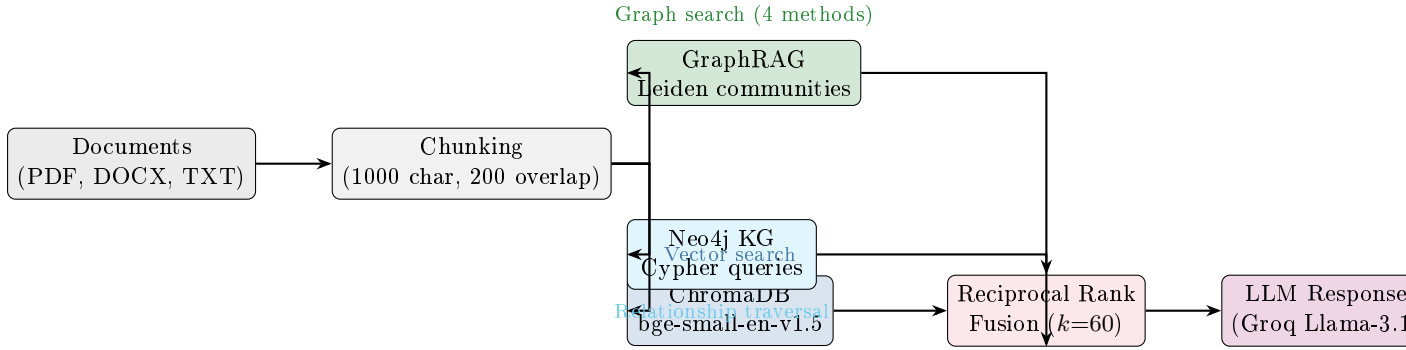 Graph search (4 methods)
GraphRAG
Leiden communities
Documents
(PDF, DOCX, TXT)
Chunking
(1000 char, 200 overlap)
Neo4j KG
Vector search
Cypher queries
ChromaDB
Relationship traversal
bge-small-en-v1.5
Reciprocal Rank
Fusion (k=60)
LLM Response
(Groq Llama-3.1